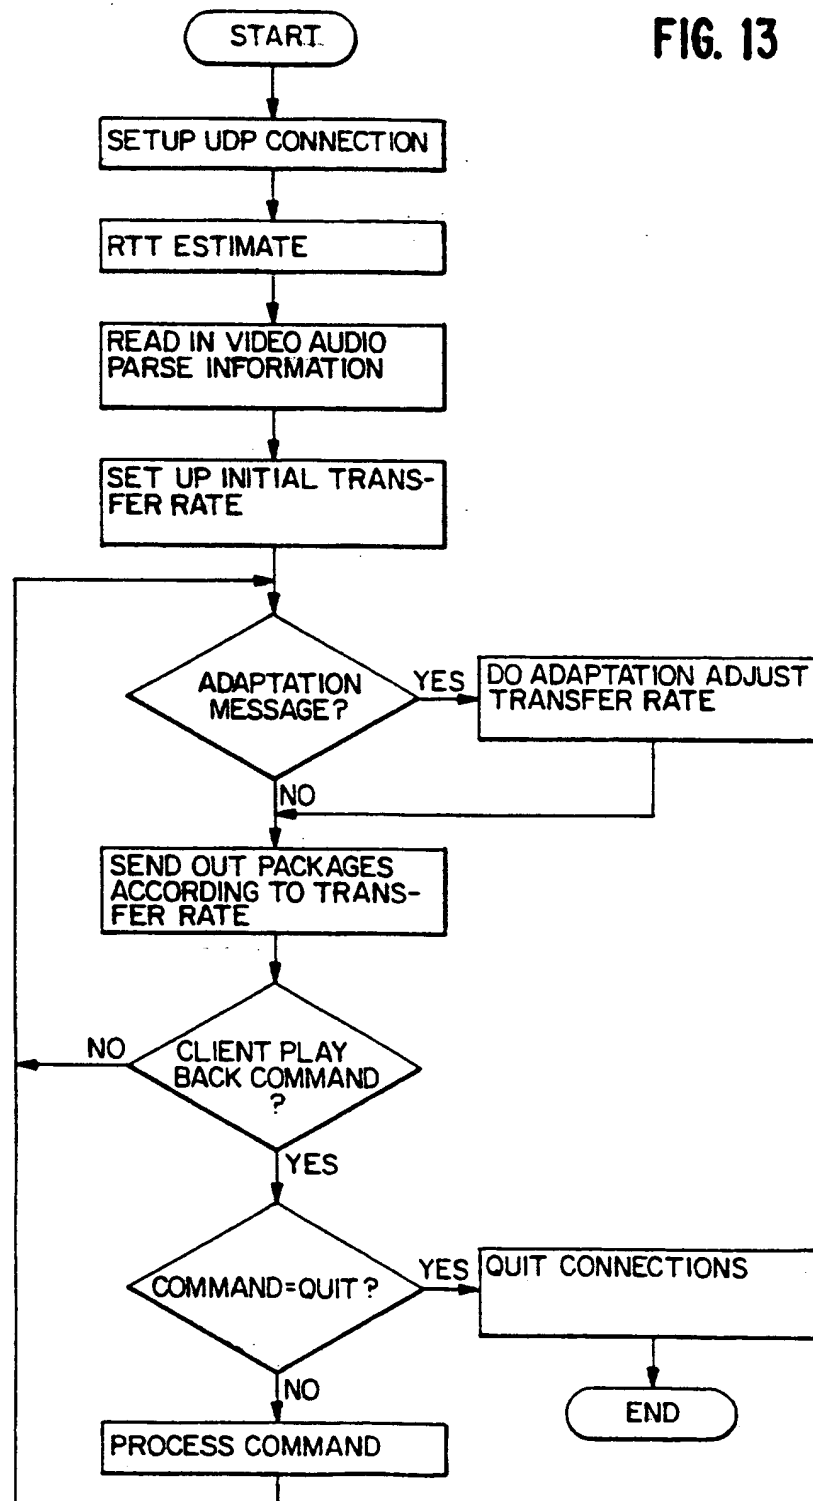 START
FIG. 13
SETUP UDP CONNECTION
RTT ESTIMATE
READ IN VIDEO AUDIO
PARSE INFORMATION
SET UP INITIAL TRANS-
FER RATE
ADAPTATION
MESSAGE?
YES
DO ADAPTATION ADJUST
TRANSFER RATE
NO
SEND OUT PACKAGES
ACCORDING TO TRANS-
FER RATE
NO
CLIENT PLAY
BACK COMMAND
?
YES
COMMAND=QUIT?
YES
QUIT CONNECTIONS
NO
END
PROCESS COMMAND